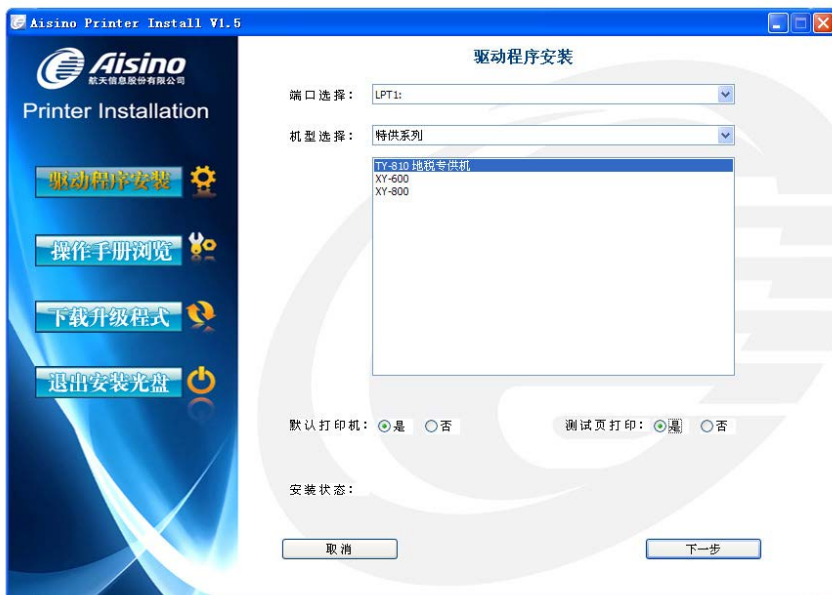 Aisino Printer Install V1.5
Aisino
航天信息股份有限公司
Printer Installation
驱动程序安装
操作手册浏览
下载升级程式
退出安装光盘
驱动程序安装
端口选择： LPT1:
机型选择： 特供系列
TY-810 地税专供机
XY-600
XY-800
默认打印机： 是 否 测试页打印： 是 否
安装状态：
取消 下一步